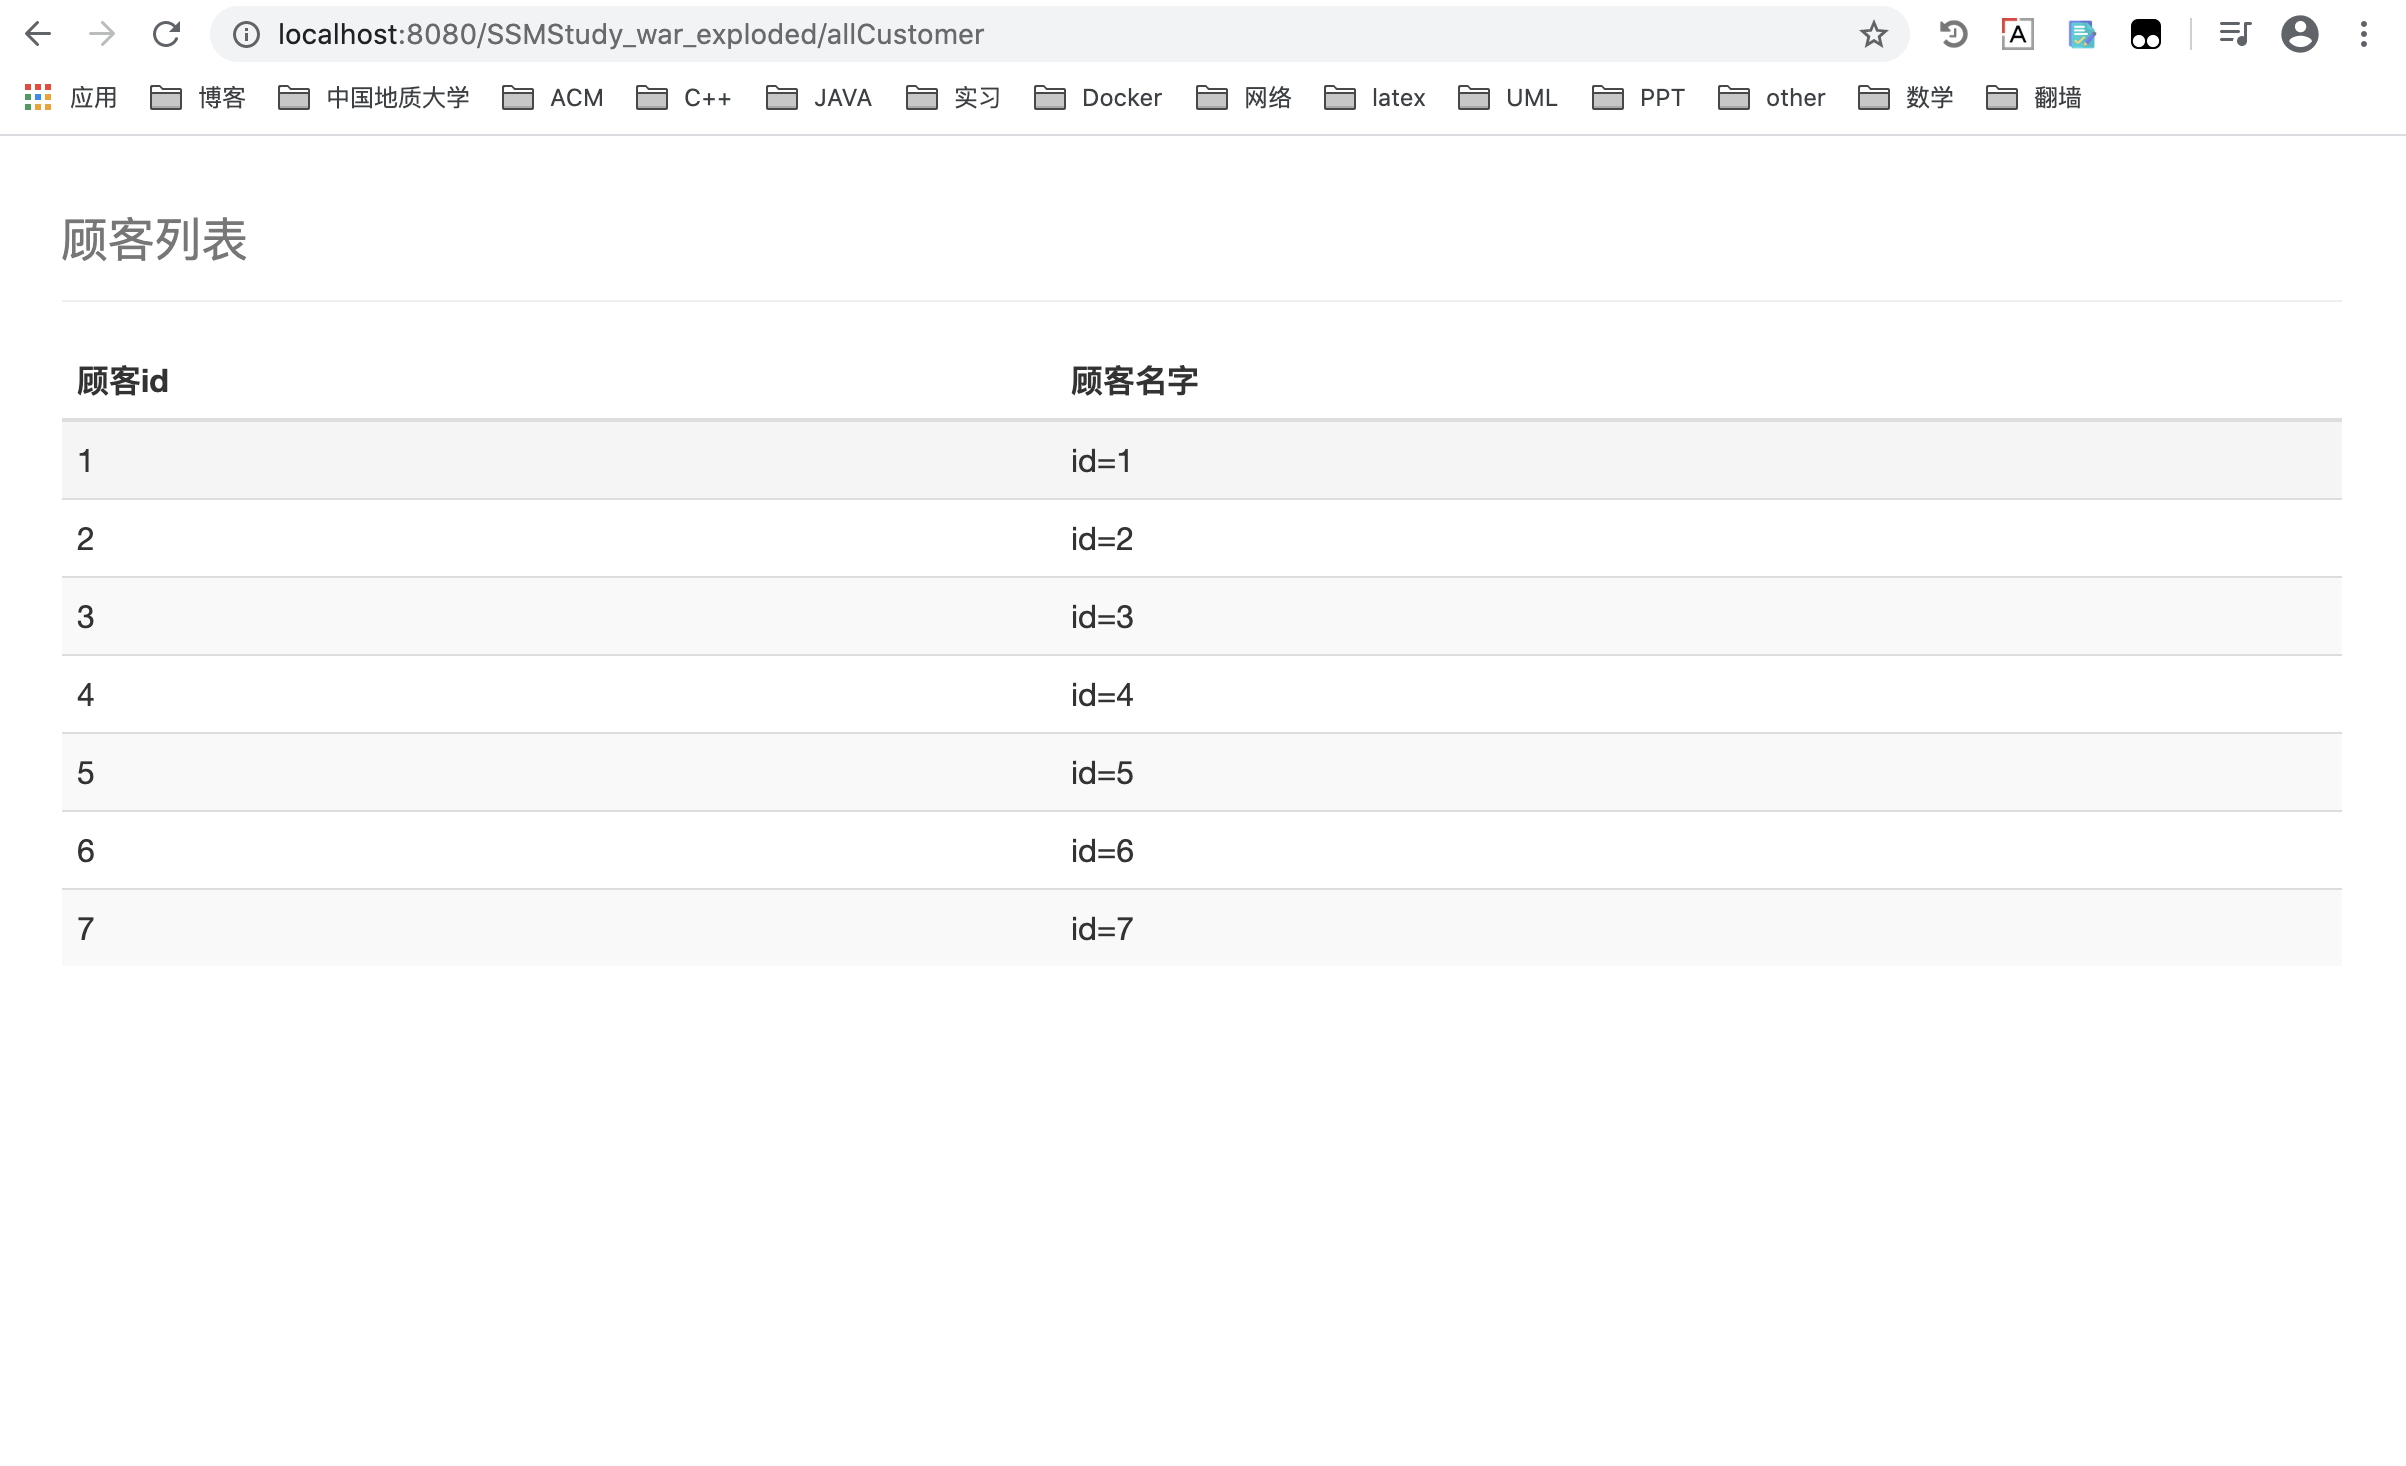 localhost:8080/SSMStudy_war_exploded/allCustomer
应用 博客 中国地质大学 ACM C++ JAVA 实习 Docker 网络 latex UML PPT other 数学 翻墙
顾客列表
顾客id 顾客名字
1 id=1
2 id=2
3 id=3
4 id=4
5 id=5
6 id=6
7 id=7